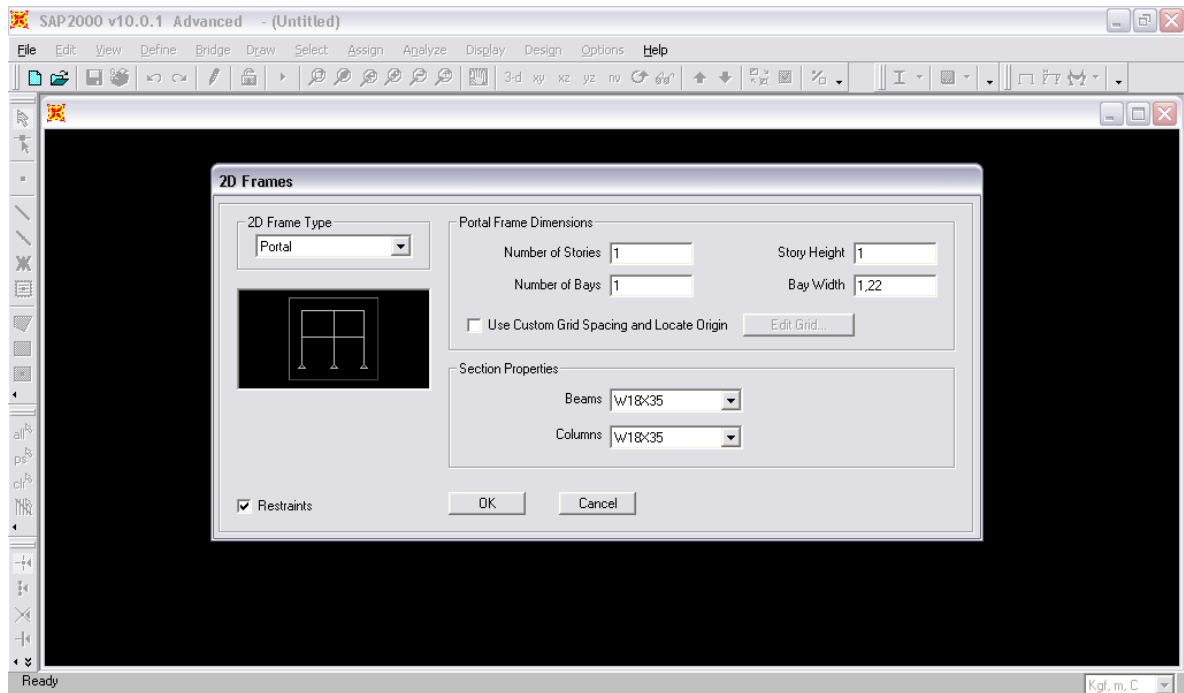 SAP2000 v10.0.1 Advanced - (Untitled)
File Edit View Define Bridge Draw Select Assign Analyze Display Design Options Help
3-d xy xz yz nv
2D Frames
2D Frame Type
Portal
Portal Frame Dimensions
Number of Stories 1 Story Height 1
Number of Bays 1 Bay Width 1,22
Use Custom Grid Spacing and Locate Origin Edit Grid...
Section Properties
Beams W18X35
Columns W18X35
Restraints OK Cancel
all
ps
clr
Ready Kgf, m, C